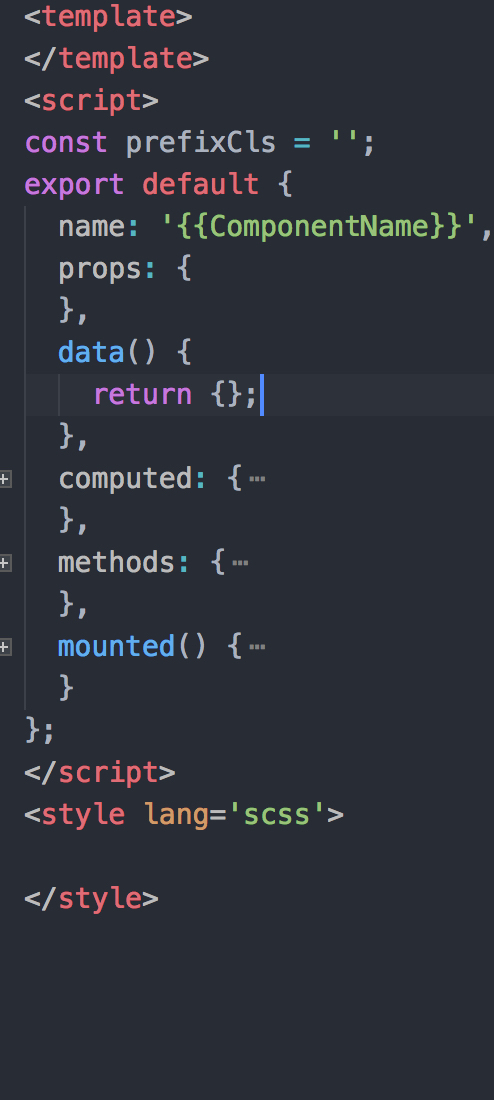 <template>
</template>
<script>
const prefixCls = '';
export default {
name: '{{ComponentName}}',
props: {
},
data() {
return {};
},
computed: {⋯
},
methods: {⋯
},
mounted() {⋯
}
};
</script>
<style lang='scss'>
</style>